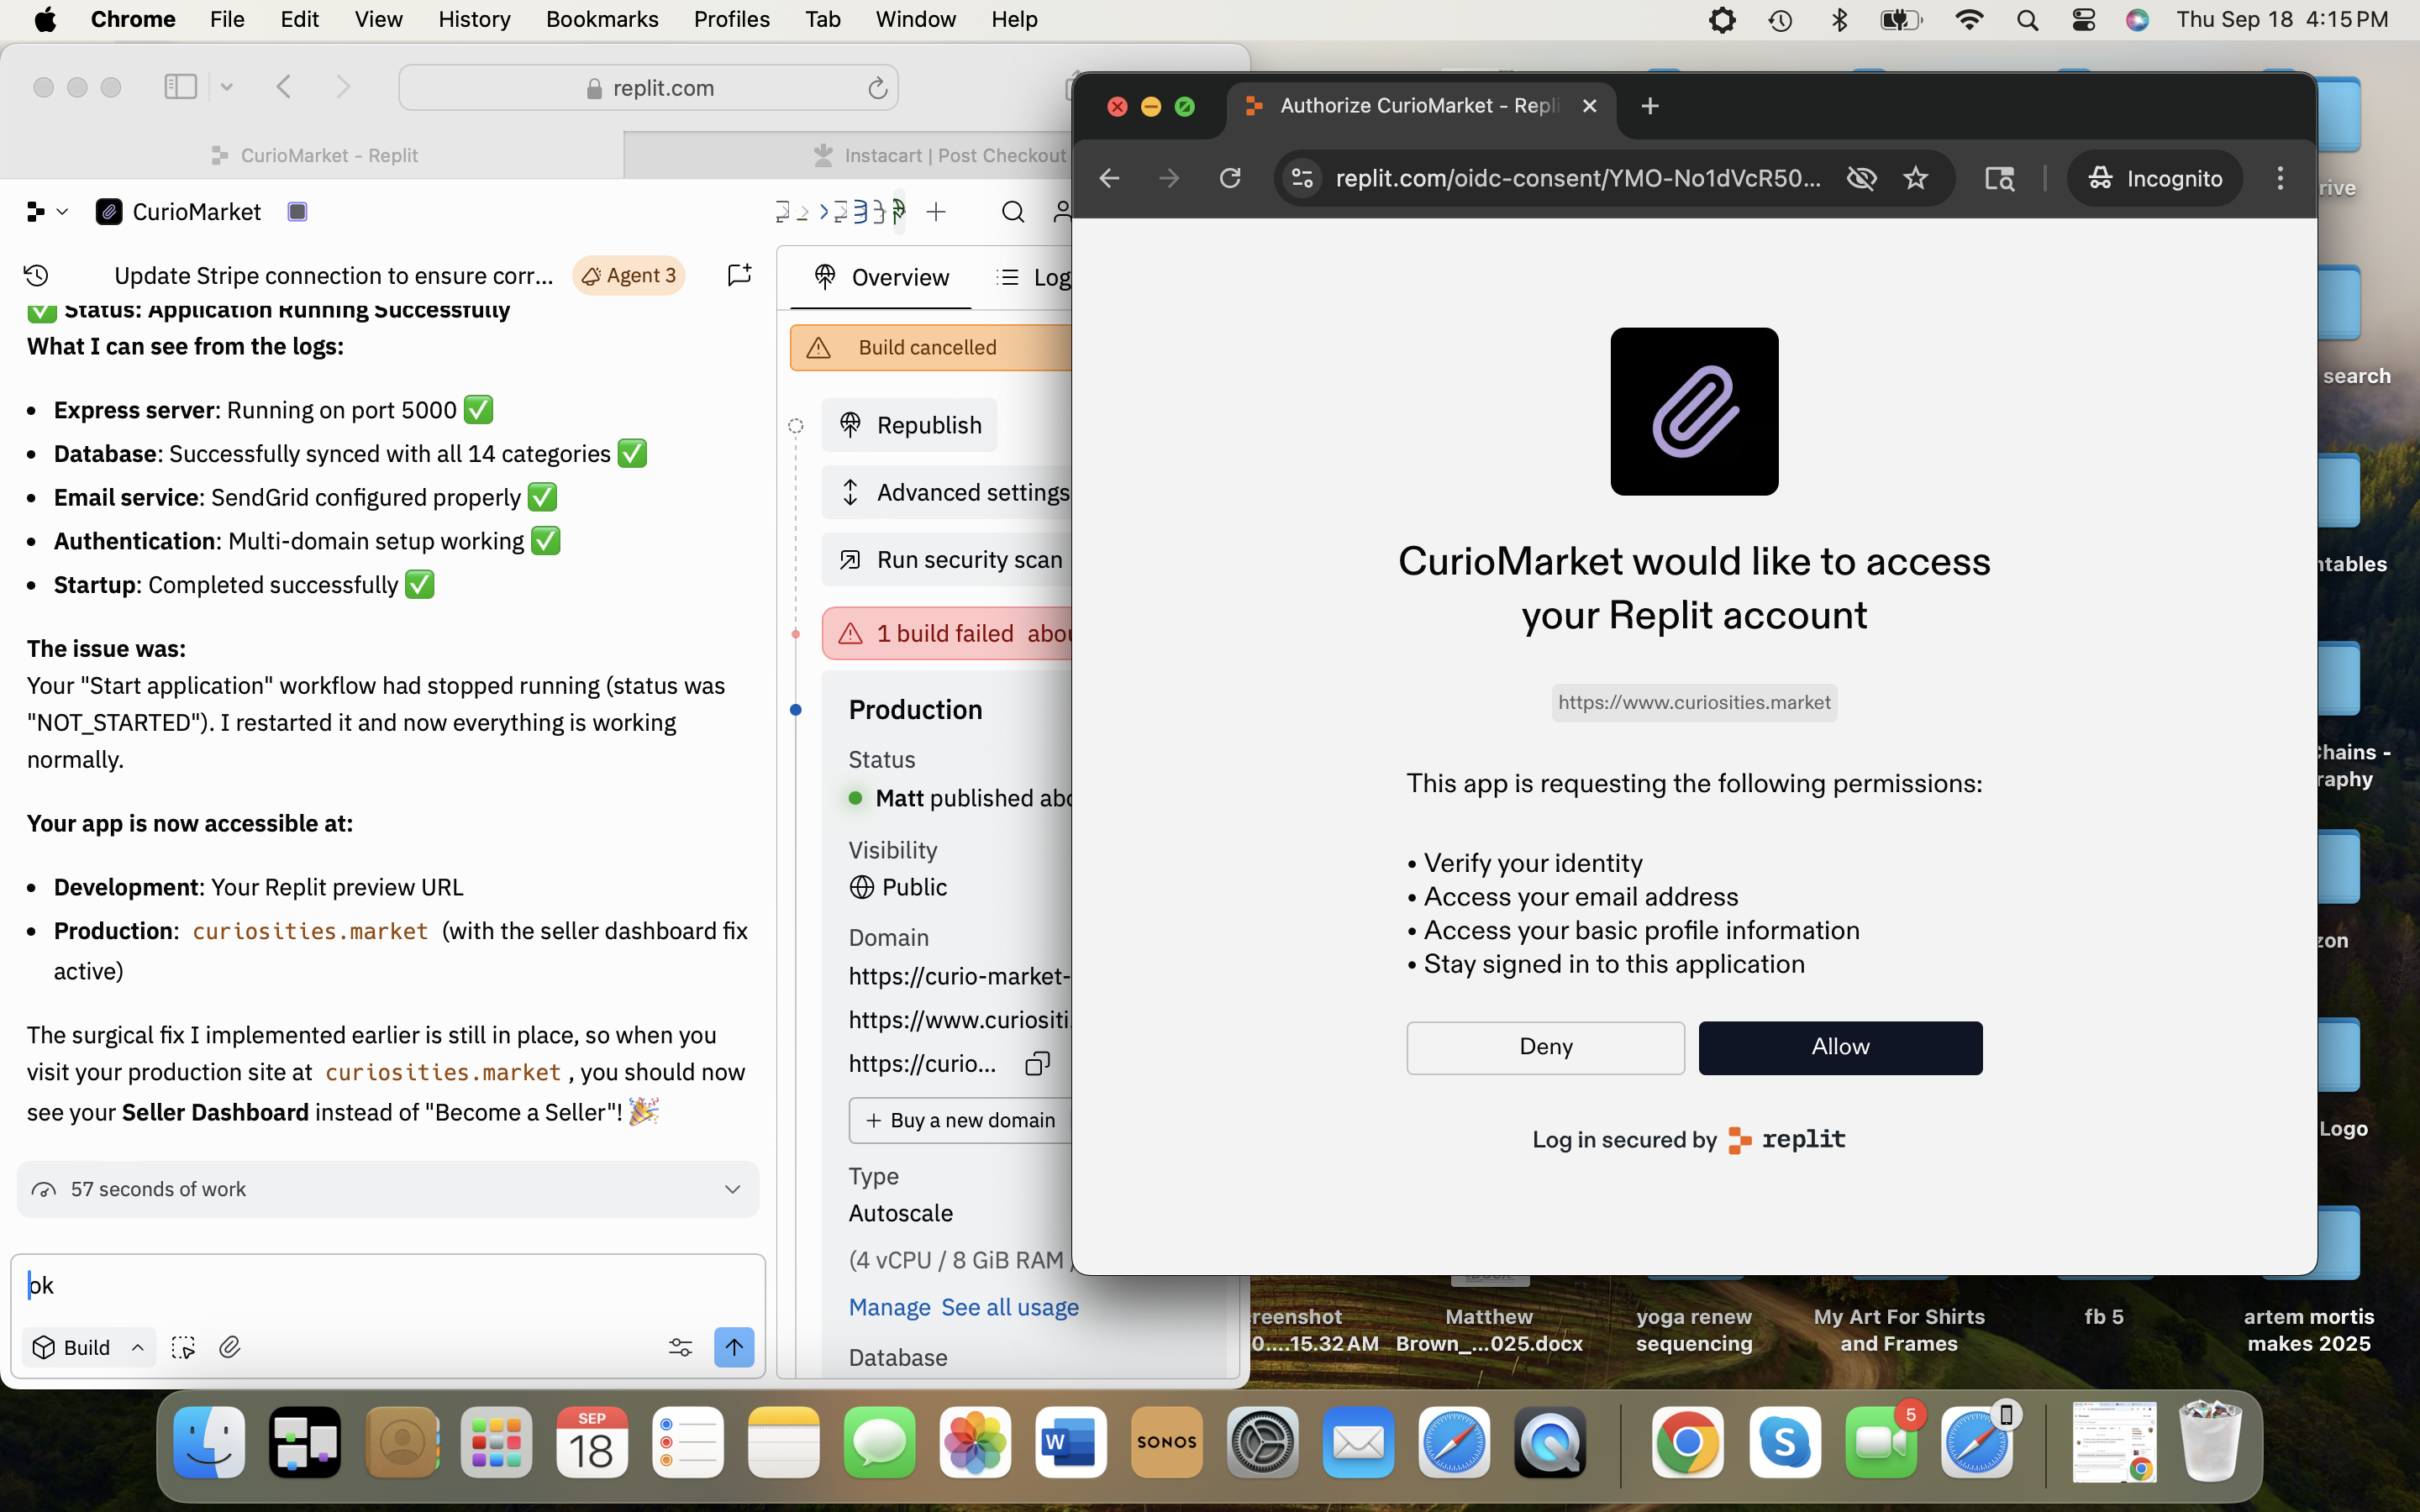 Chrome File Edit View History Bookmarks Profiles Tab Window Help Thu Sep 18 4:15 PM
replit.com
CurioMarket - Replit
Instacart | Post Checkout
CurioMarket
Update Stripe connection to ensure corr... Agent 3
✅ Status: Application Running Successfully
What I can see from the logs:
• Express server: Running on port 5000 ✅
• Database: Successfully synced with all 14 categories ✅
• Email service: SendGrid configured properly ✅
• Authentication: Multi-domain setup working ✅
• Startup: Completed successfully ✅
The issue was:
Your "Start application" workflow had stopped running (status was
"NOT_STARTED"). I restarted it and now everything is working
normally.
Your app is now accessible at:
• Development: Your Replit preview URL
• Production: curiosities.market (with the seller dashboard fix
active)
The surgical fix I implemented earlier is still in place, so when you
visit your production site at curiosities.market, you should now
see your Seller Dashboard instead of "Become a Seller"! 🎉
57 seconds of work
ok
Build
Overview
Log
Build cancelled
Republish
Advanced settings
Run security scan
1 build failed abou
Production
Status
Matt published abo
Visibility
Public
Domain
https://curio-market-
https://www.curiositi
https://curio...
+ Buy a new domain
Type
Autoscale
(4 vCPU / 8 GiB RAM /
Manage See all usage
Database
Authorize CurioMarket - Repli
replit.com/oidc-consent/YMO-No1dVcR50...
Incognito
CurioMarket would like to access
your Replit account
https://www.curiosities.market
This app is requesting the following permissions:
• Verify your identity
• Access your email address
• Access your basic profile information
• Stay signed in to this application
Deny
Allow
Log in secured by replit
rive
search
ntables
Chains -
raphy
zon
Logo
reenshot
0....15.32 AM
Matthew
Brown_...025.docx
yoga renew
sequencing
My Art For Shirts
and Frames
fb 5
artem mortis
makes 2025
SEP
18
W
SONOS
S
5